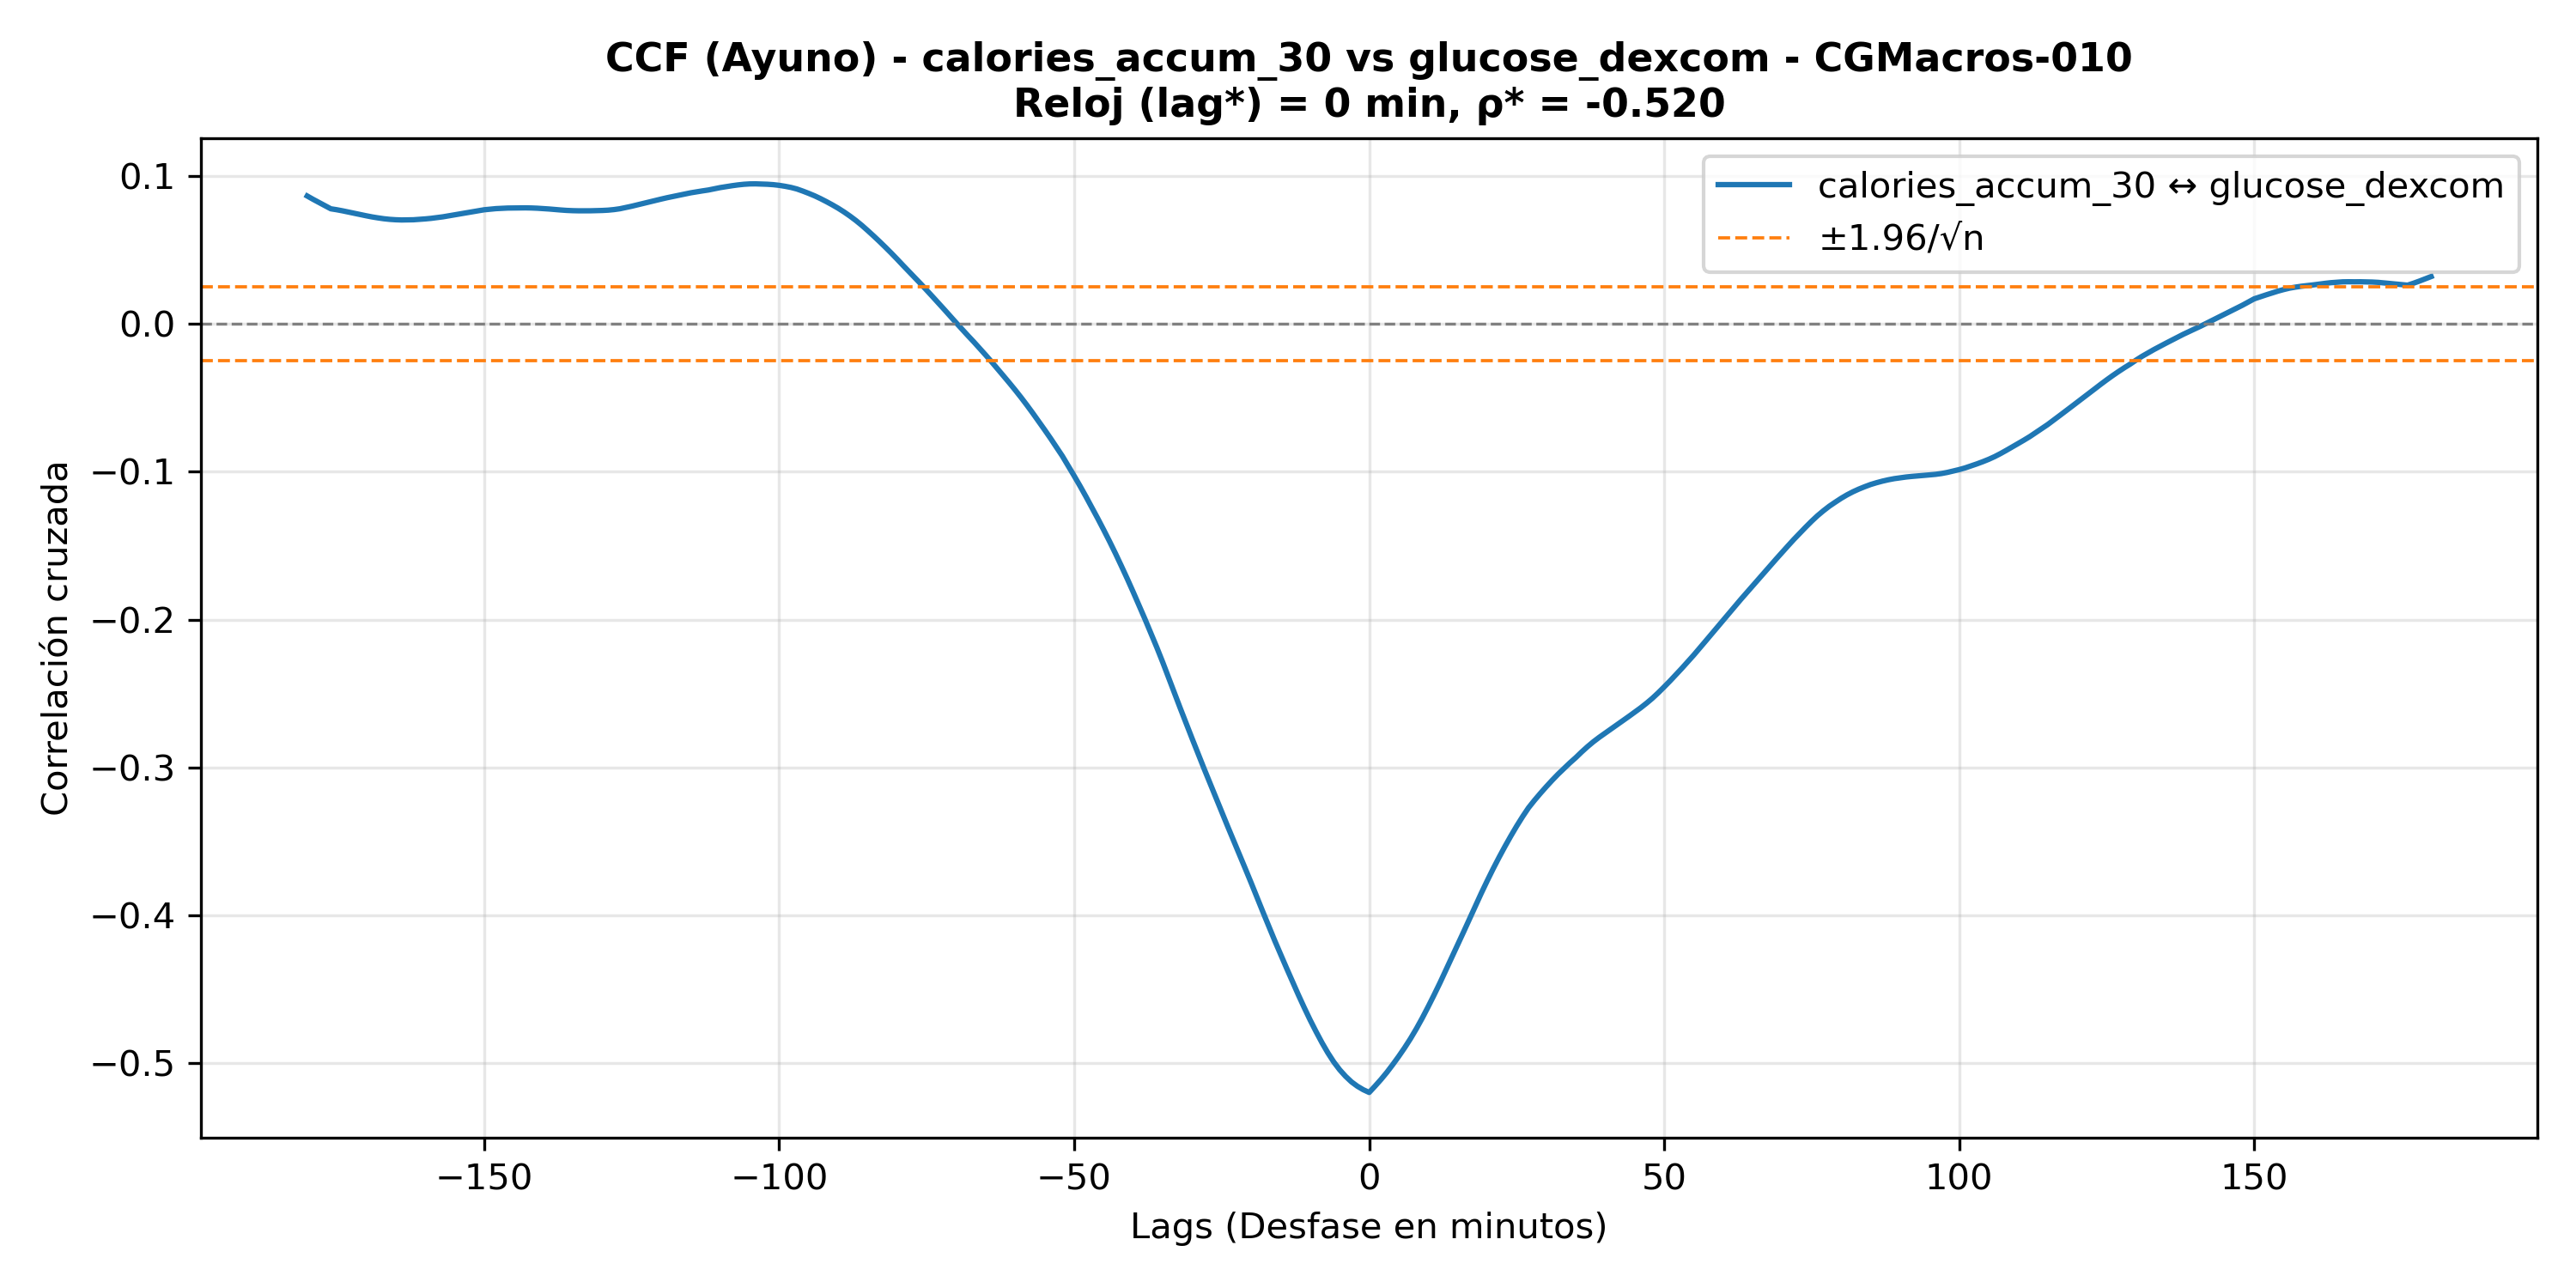 CCF (Ayuno) - calories_accum_30 vs glucose_dexcom - CGMacros-010
Reloj (lag*) = 0 min, ρ* = -0.520
calories_accum_30 ↔ glucose_dexcom
±1.96/√n
Correlación cruzada
0.1
0.0
−0.1
−0.2
−0.3
−0.4
−0.5
−150
−100
−50
0
50
100
150
Lags (Desfase en minutos)